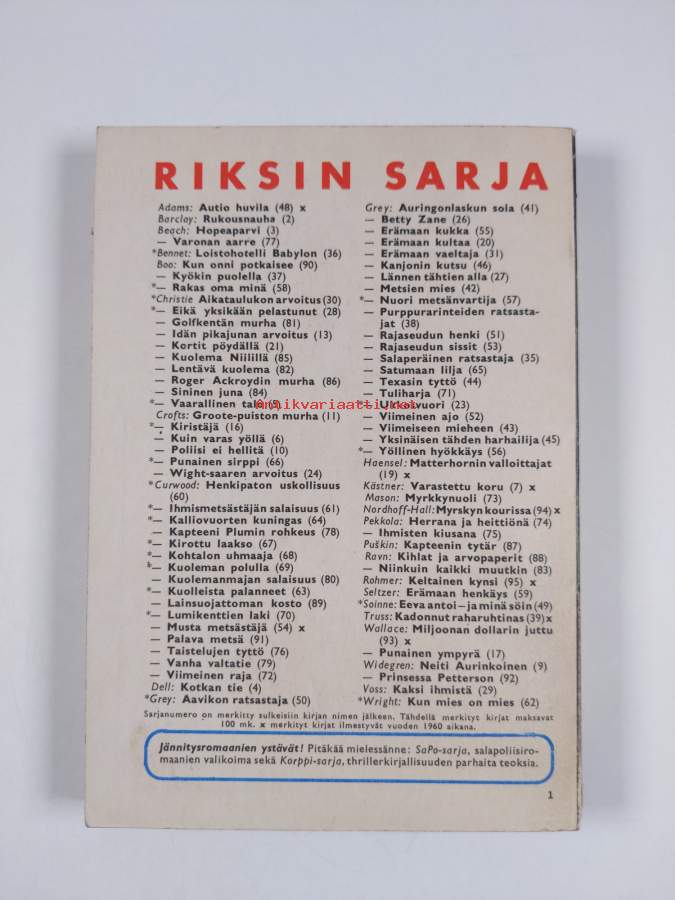 RIKSIN SARJA
Adams: Autio huvila (48) x
Barclay: Rukousnauha (2)
Beach: Hopeaparvi (3)
— Varonan aarre (77)
*Bennet: Loistohotelli Babylon (36)
Boo: Kun onni potkaisee (90)
— Kyökin puolella (37)
*— Rakas oma minä (58)
*Christie Aikataulukon arvoitus (30)
*— Eikä yksikään pelastunut (28)
— Golfkentän murha (81)
— Idän pikajunan arvoitus (13)
— Kortit pöydällä (21)
— Kuolema Niilillä (85)
— Lentävä kuolema (82)
— Roger Ackroydin murha (86)
— Sininen juna (84)
*— Vaarallinen talo (5)
Crofts: Groote-puiston murha (11)
*— Kiristäjä (16)
— Kuin varas yöllä (6)
— Poliisi ei hellitä (10)
*— Punainen sirppi (66)
— Wight-saaren arvoitus (24)
*Curwood: Henkipaton uskollisuus
(60)
*— Ihmismetsästäjän salaisuus (61)
*— Kalliovuorten kuningas (64)
— Kapteeni Plumin rohkeus (78)
*— Kirottu laakso (67)
*— Kohtalon uhmaaja (68)
*— Kuoleman polulla (69)
— Kuolemanmajan salaisuus (80)
*— Kuolleista palanneet (63)
— Lainsuojattoman kosto (89)
*— Lumikenttien laki (70)
— Musta metsästäjä (54) x
— Palava metsä (91)
— Taistelujen tyttö (76)
— Vanha valtatie (79)
— Viimeinen raja (72)
Dell: Kotkan tie (4)
*Grey: Aavikon ratsastaja (50)
Grey: Auringonlaskun sola (41)
— Betty Zane (26)
— Erämaan kukka (55)
— Erämaan kultaa (20)
— Erämaan vaeltaja (31)
— Kanjonin kutsu (46)
— Lännen tähtien alla (27)
— Metsien mies (42)
*— Nuori metsänvartija (57)
— Purppurarinteiden ratsasta-
jat (38)
— Rajaseudun henki (51)
— Rajaseudun sissit (53)
— Salaperäinen ratsastaja (35)
— Satumaan lilja (65)
— Texasin tyttö (44)
— Tuliharja (71)
*— Ukkosvuori (23)
— Viimeinen ajo (52)
— Viimeiseen mieheen (43)
— Yksinäisen tähden harhailija (45)
*— Yöllinen hyökkäys (56)
Haensel: Matterhornin valloittajat
(19) x
Kästner: Varastettu koru (7) x
Mason: Myrkkynuoli (73)
Nordhoff-Hall: Myrskyn kourissa (94) x
Pekkola: Herrana ja heittiönä (74)
— Ihmisten kiusana (75)
Puškin: Kapteenin tytär (87)
Ravn: Kihlat ja arvopaperit (88)
— Niinkuin kaikki muutkin (83)
Rohmer: Keltainen kynsi (95) x
Seltzer: Erämaan henkäys (59)
*Soinne: Eeva antoi – ja minä söin (49)
Truss: Kadonnut raharuhtinas (39) x
Wallace: Miljoonan dollarin juttu
(93) x
— Punainen ympyrä (17)
Widegren: Neiti Aurinkoinen (9)
— Prinsessa Petterson (92)
Voss: Kaksi ihmistä (29)
*Wright: Kun mies on mies (62)
Sarjanumero on merkitty sulkeisiin kirjan nimen jälkeen. Tähdellä merkityt kirjat maksavat
100 mk. x merkityt kirjat ilmestyvät vuoden 1960 aikana.
Jännitysromaanien ystävät! Pitäkää mielessänne: SaPo-sarja, salapoliisiro-
maanien valikoima sekä Korppi-sarja, thrillerkirjallisuuden parhaita teoksia.
1
Antikvariaatti.net